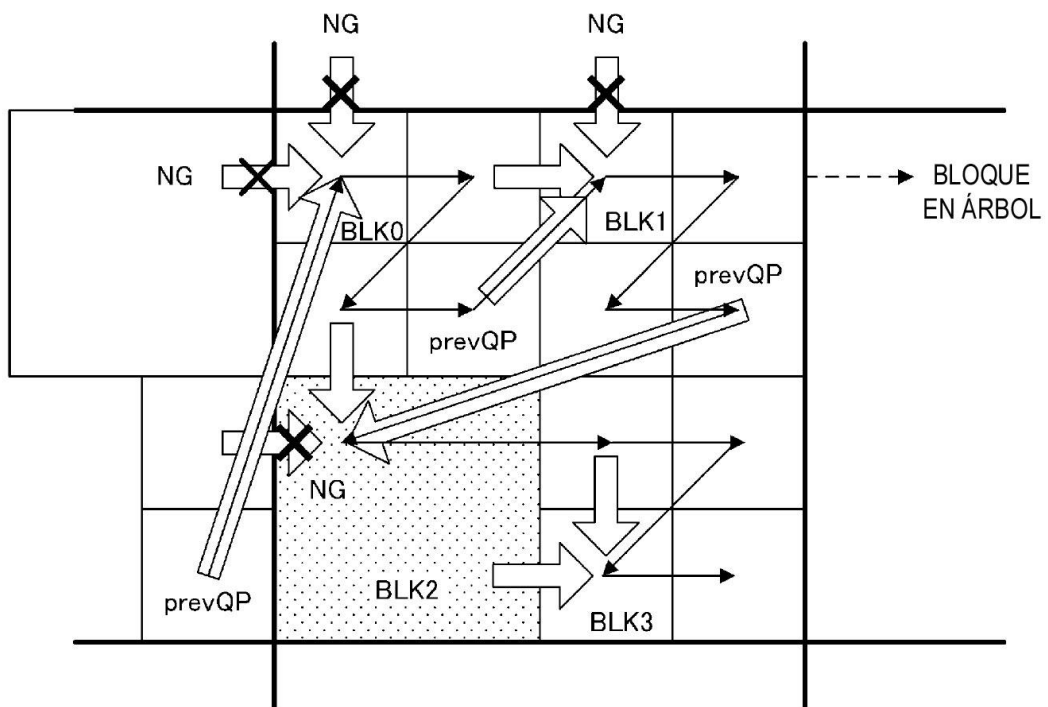 NG
NG
NG
BLOQUE
EN ÁRBOL
BLK0
BLK1
prevQP
prevQP
NG
BLK2
prevQP
BLK3